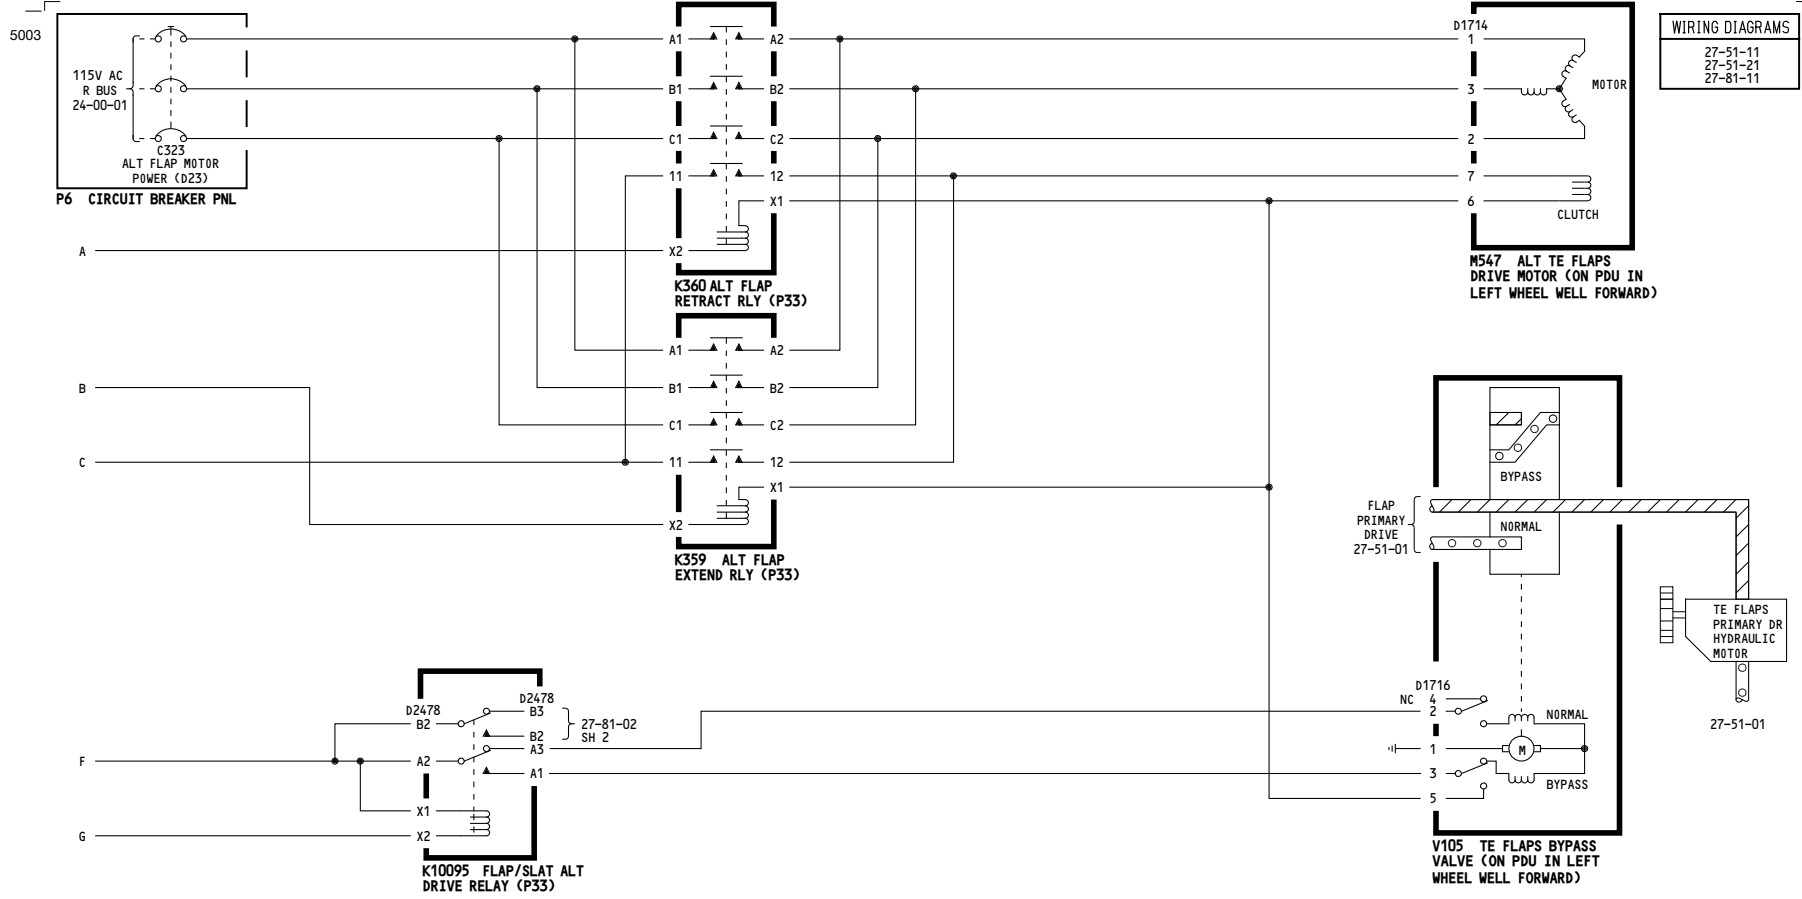 5003
115V AC
R BUS
24-00-01
C323
ALT FLAP MOTOR
POWER (D23)
P6 CIRCUIT BREAKER PNL
A
B
C
F
G
A1
A2
B1
B2
C1
C2
11
12
X1
X2
K360 ALT FLAP
RETRACT RLY (P33)
A1
A2
B1
B2
C1
C2
11
12
X1
X2
K359 ALT FLAP
EXTEND RLY (P33)
D1714
1
3
2
7
6
MOTOR
CLUTCH
M547 ALT TE FLAPS
DRIVE MOTOR (ON PDU IN
LEFT WHEEL WELL FORWARD)
WIRING DIAGRAMS
27-51-11
27-51-21
27-81-11
BYPASS
FLAP
PRIMARY
DRIVE
27-51-01
NORMAL
TE FLAPS
PRIMARY DR
HYDRAULIC
MOTOR
27-51-01
D2478
D2478
B2
B3
B2
A3
A2
A1
X1
X2
27-81-02
SH 2
K10095 FLAP/SLAT ALT
DRIVE RELAY (P33)
D1716
NC 4
2
1
3
5
NORMAL
M
BYPASS
V105 TE FLAPS BYPASS
VALVE (ON PDU IN LEFT
WHEEL WELL FORWARD)